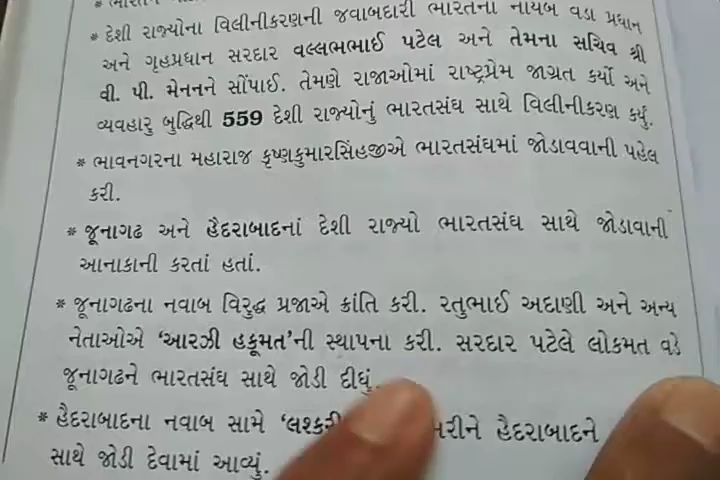 * દેશી રાજ્યોના વિલીનીકરણની જવાબદારી ભારતના નાયબ વડા પ્રધાન
અને ગૃહપ્રધાન સરદાર વલ્લભભાઈ પટેલ અને તેમના સચિવ શ્રી
વી. પી. મેનનને સોંપાઈ. તેમણે રાજાઓમાં રાષ્ટ્રપ્રેમ જાગ્રત કર્યો અને
વ્યવહારુ બુદ્ધિથી 559 દેશી રાજ્યોનું ભારતસંઘ સાથે વિલીનીકરણ કર્યું.
* ભાવનગરના મહારાજ કૃષ્ણકુમારસિંહજીએ ભારતસંઘમાં જોડાવવાની પહેલ
કરી.
* જૂનાગઢ અને હૈદરાબાદનાં દેશી રાજ્યો ભારતસંઘ સાથે જોડાવાની
આનાકાની કરતાં હતાં.
* જૂનાગઢના નવાબ વિરુદ્ધ પ્રજાએ ક્રાંતિ કરી. રતુભાઈ અદાણી અને અન્ય
નેતાઓએ ‘આરઝી હકૂમત’ની સ્થાપના કરી. સરદાર પટેલે લોકમત વડે
જૂનાગઢને ભારતસંઘ સાથે જોડી દીધું.
* હૈદરાબાદના નવાબ સામે હૈદરાબાદને
સાથે જોડી દેવામાં આવ્યું.